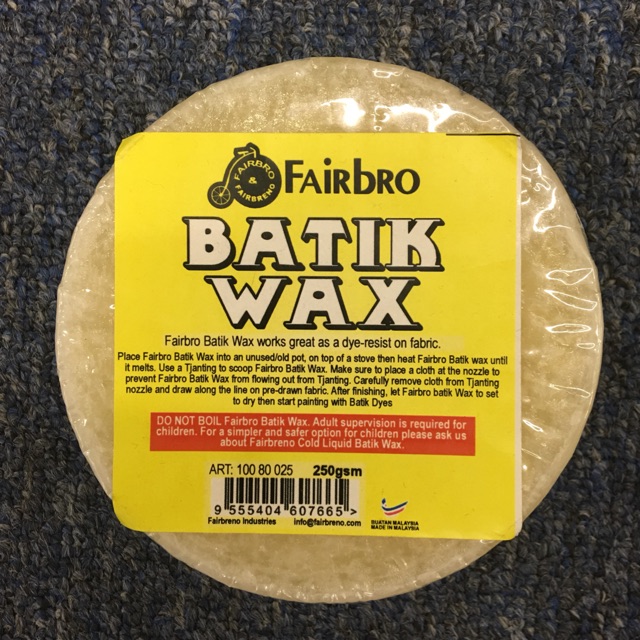 FAIRBRO
&
FAIRBRENO
FAIRbRO
BATIK
WAX
Fairbro Batik Wax works great as a dye-resist on fabric.
Place Fairbro Batik Wax into an unused/old pot, on top of a stove then heat Fairbro Batik wax until
it melts. Use a Tjanting to scoop Fairbro Batik Wax. Make sure to place a cloth at the nozzle to
prevent Fairbro Batik Wax from flowing out from Tjanting. Carefully remove cloth from Tjanting
nozzle and draw along the line on pre-drawn fabric. After finishing, let Fairbro batik Wax to set
to dry then start painting with Batik Dyes
DO NOT BOIL Fairbro Batik Wax. Adult supervision is required for
children. For a simpler and safer option for children please ask us
about Fairbreno Cold Liquid Batik Wax.
ART: 100 80 025 250gsm
9 555404 607665 >
Fairbreno Industries info@fairbreno.com
BUATAN MALAYSIA
MADE IN MALAYSIA